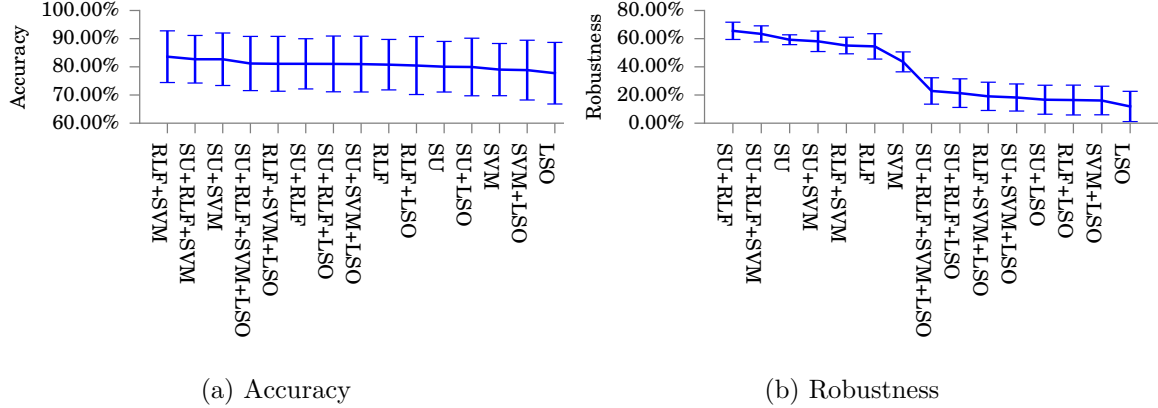 100.00%
90.00%
80.00%
70.00%
60.00%
Accuracy
RLF+SVM
SU+RLF+SVM
SU+SVM
SU+RLF+SVM+LSO
RLF+SVM+LSO
SU+RLF
SU+RLF+LSO
SU+SVM+LSO
RLF
RLF+LSO
SU
SU+LSO
SVM
SVM+LSO
LSO
(a) Accuracy
80.00%
60.00%
40.00%
20.00%
0.00%
Robustness
SU+RLF
SU+RLF+SVM
SU
SU+SVM
RLF+SVM
RLF
SVM
SU+RLF+SVM+LSO
SU+RLF+LSO
RLF+SVM+LSO
SU+SVM+LSO
SU+LSO
RLF+LSO
SVM+LSO
LSO
(b) Robustness